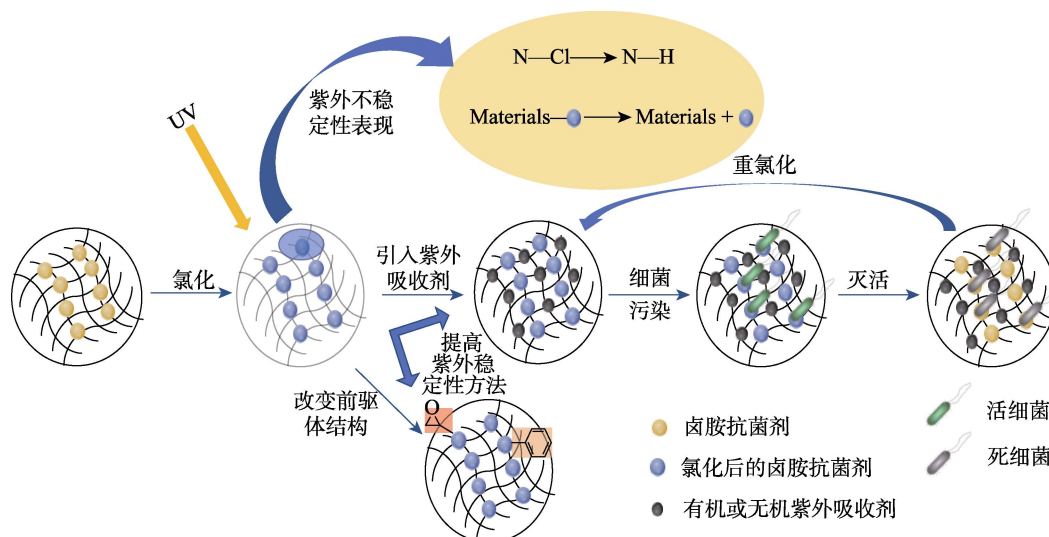 N—Cl→N—H
Materials—→Materials +
紫外不稳
定性表现
UV
重氯化
氯化
引入紫外
吸收剂
细菌
污染
灭活
提高
紫外稳
定性方法
改变前驱
体结构
O
卤胺抗菌剂
氯化后的卤胺抗菌剂
有机或无机紫外吸收剂
活细菌
死细菌